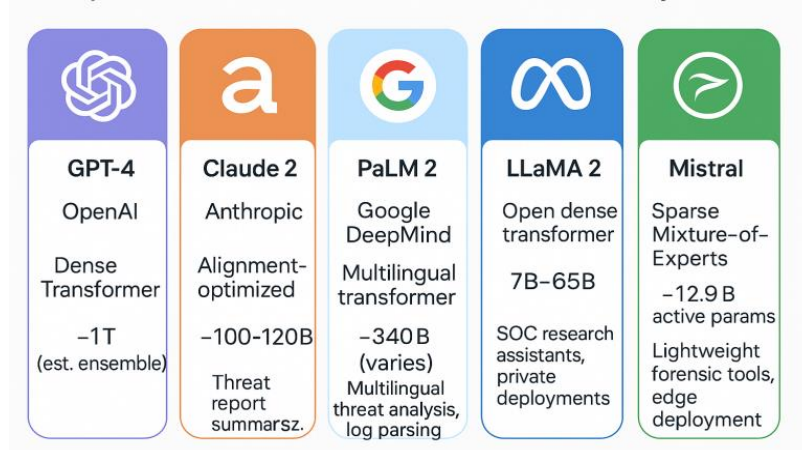 GPT-4
OpenAI
Dense
Transformer
–1T
(est. ensemble)
Claude 2
Anthropic
Alignment-
optimized
–100-120B
Threat
report
summarsz.
PaLM 2
Google
DeepMind
Multilingual
transformer
–340B
(varies)
Multilingual
threat analysis,
log parsing
LLaMA 2
Open dense
transformer
7B–65B
SOC research
assistants,
private
deployments
Mistral
Sparse
Mixture–of–
Experts
–12.9 B
active params
Lightweight
forensic tools,
edge
deployment